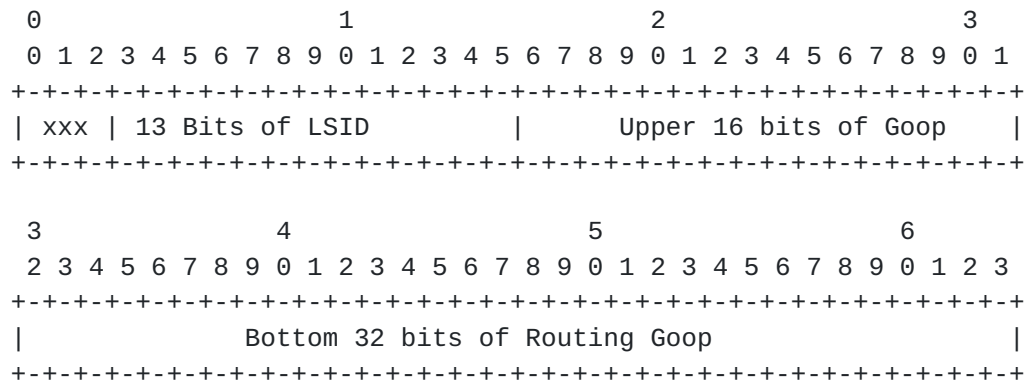 0                   1                   2                   3
 0 1 2 3 4 5 6 7 8 9 0 1 2 3 4 5 6 7 8 9 0 1 2 3 4 5 6 7 8 9 0 1
+-+-+-+-+-+-+-+-+-+-+-+-+-+-+-+-+-+-+-+-+-+-+-+-+-+-+-+-+-+-+-+-+
| xxx | 13 Bits of LSID         |      Upper 16 bits of Goop    |
+-+-+-+-+-+-+-+-+-+-+-+-+-+-+-+-+-+-+-+-+-+-+-+-+-+-+-+-+-+-+-+-+

 3               4                   5                   6
 2 3 4 5 6 7 8 9 0 1 2 3 4 5 6 7 8 9 0 1 2 3 4 5 6 7 8 9 0 1 2 3
+-+-+-+-+-+-+-+-+-+-+-+-+-+-+-+-+-+-+-+-+-+-+-+-+-+-+-+-+-+-+-+-+
|              Bottom 32 bits of Routing Goop                   |
+-+-+-+-+-+-+-+-+-+-+-+-+-+-+-+-+-+-+-+-+-+-+-+-+-+-+-+-+-+-+-+-+